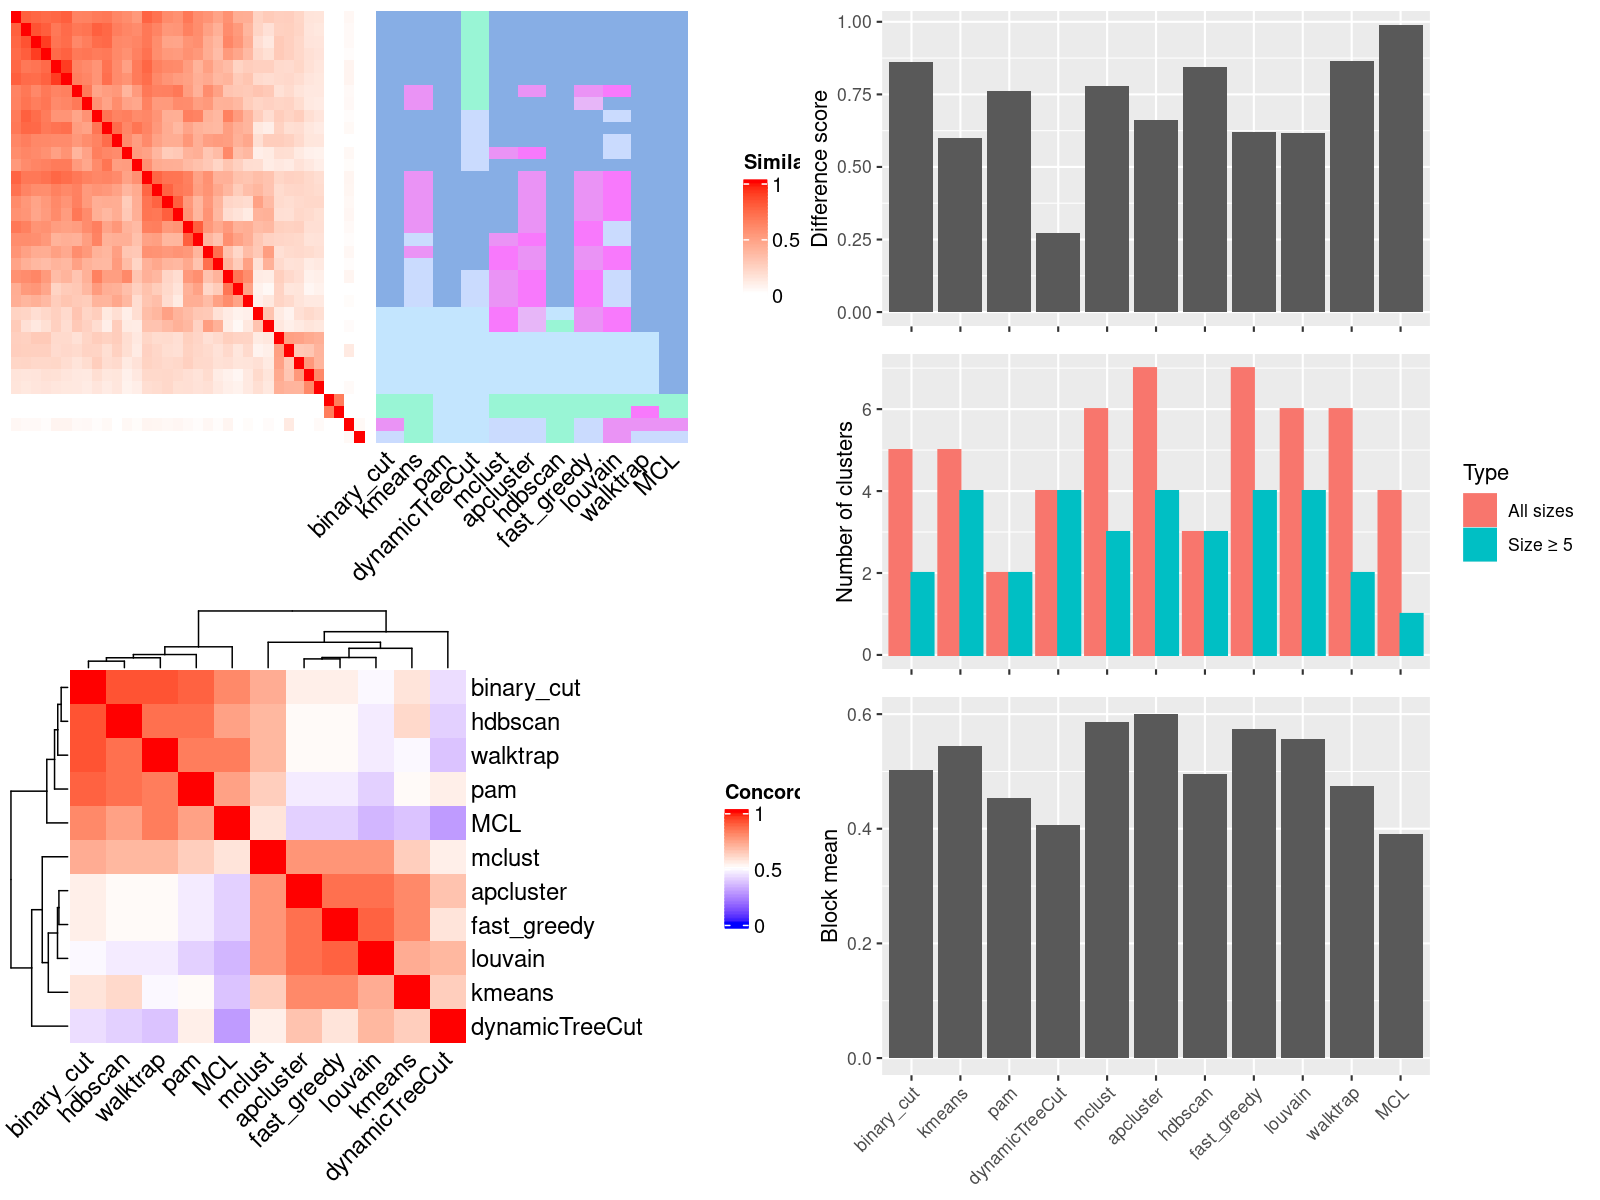 Simila
1
0.5
0
binary_cut
kmeans
pam
dynamicTreeCut
mclust
apcluster
hdbscan
fast_greedy
louvain
walktrap
MCL
binary_cut
hdbscan
walktrap
pam
MCL
mclust
apcluster
fast_greedy
louvain
kmeans
dynamicTreeCut
Concord
1
0.5
0
binary_cut
hdbscan
walktrap
pam
MCL
mclust
apcluster
fast_greedy
louvain
kmeans
dynamicTreeCut
Difference score
1.00
0.75
0.50
0.25
0.00
Number of clusters
6
4
2
0
Type
All sizes
Size ≥ 5
Block mean
0.6
0.4
0.2
0.0
binary_cut
kmeans
pam
dynamicTreeCut
mclust
apcluster
hdbscan
fast_greedy
louvain
walktrap
MCL